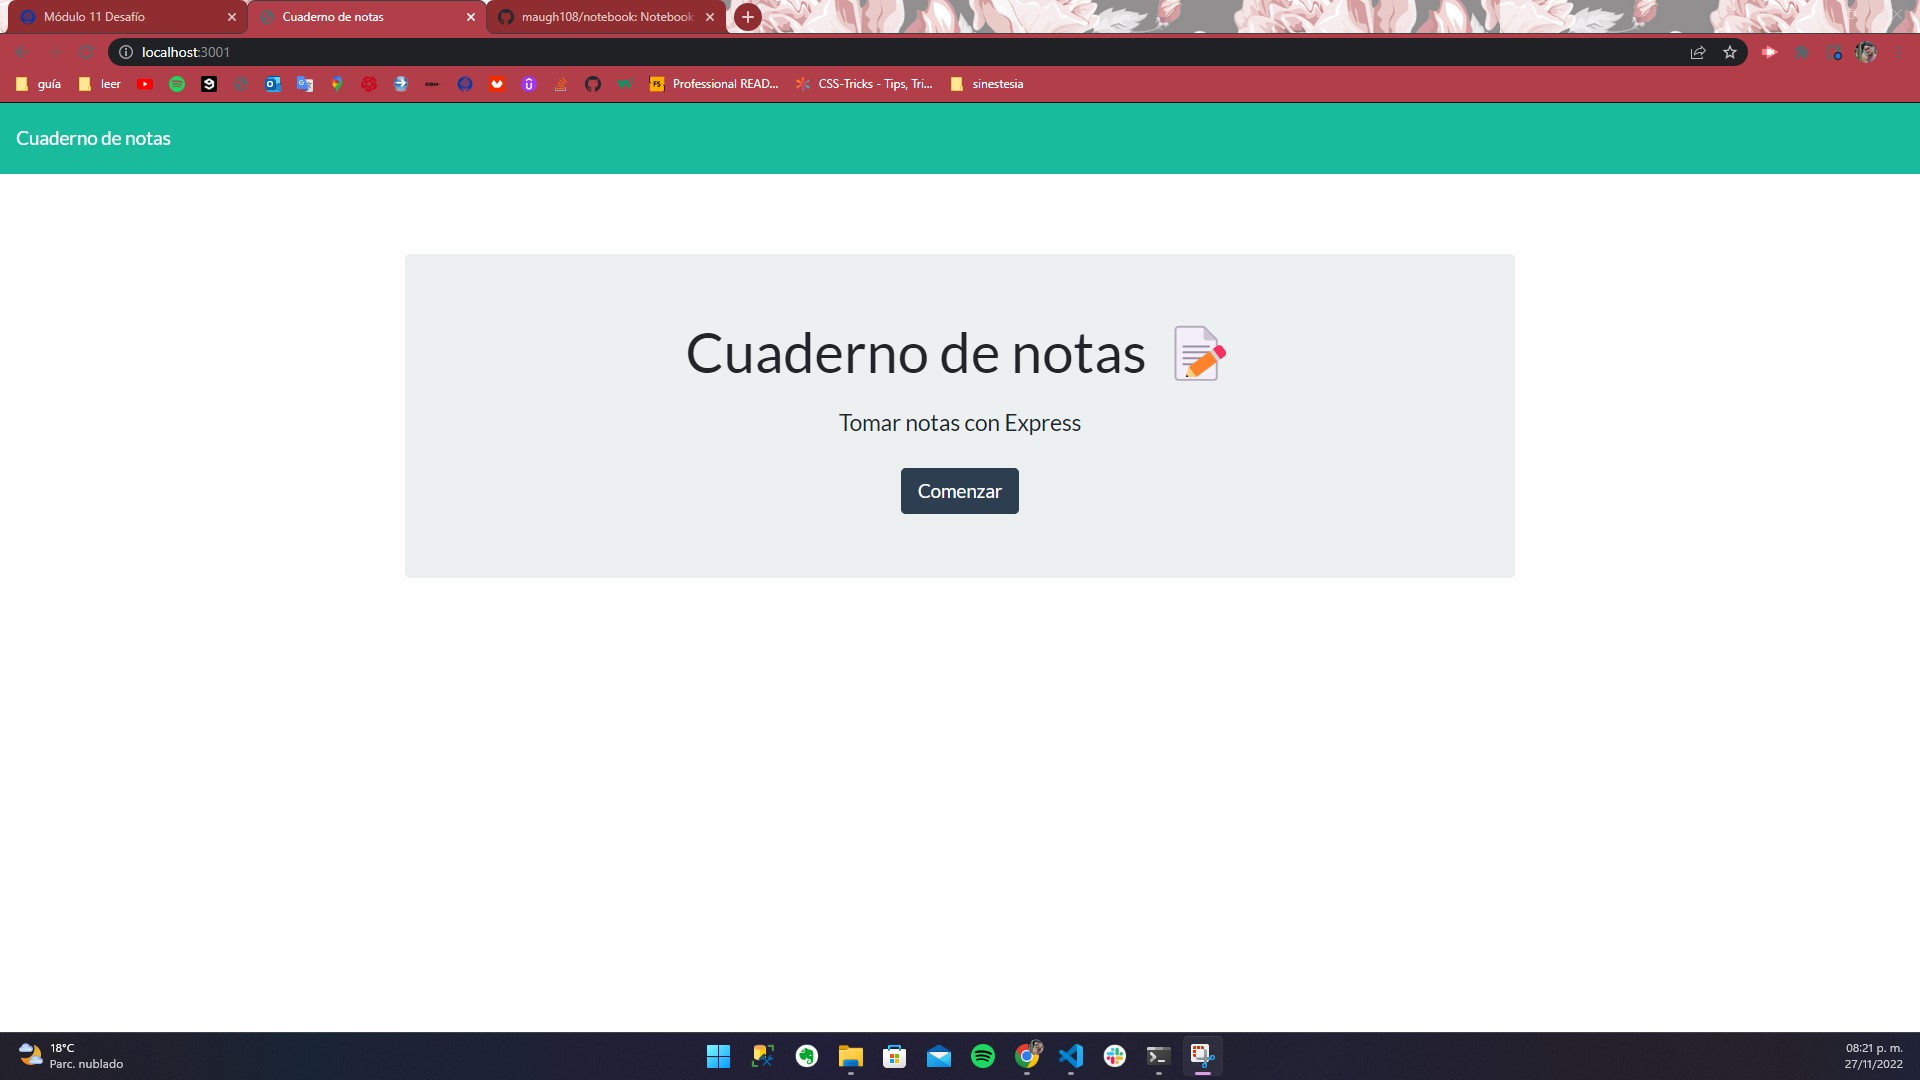 Módulo 11 Desafío
Cuaderno de notas
maugh108/notebook: Notebook
localhost:3001
guía
leer
Professional READ...
CSS-Tricks - Tips, Tri...
sinestesia
Cuaderno de notas
Cuaderno de notas
Tomar notas con Express
Comenzar
18°C
Parc. nublado
08:21 p. m.
27/11/2022